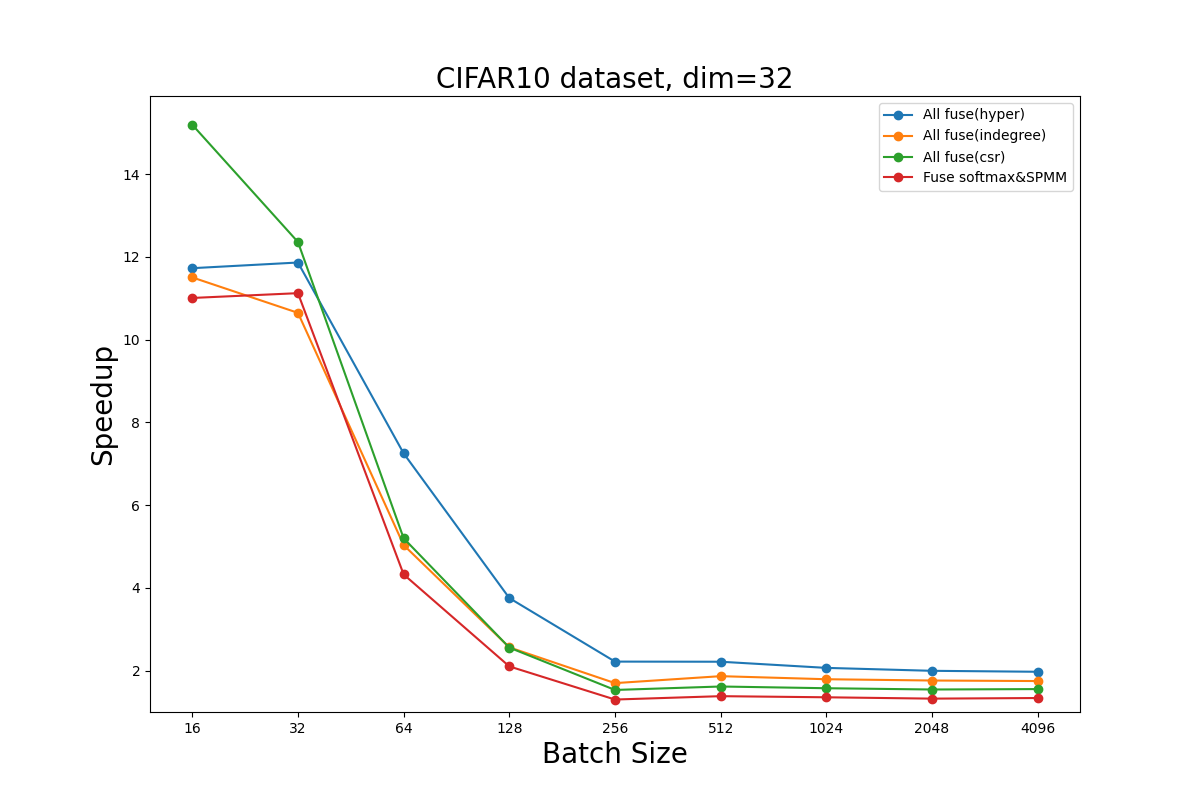 CIFAR10 dataset, dim=32
All fuse(hyper)
All fuse(indegree)
All fuse(csr)
Fuse softmax&SPMM
Speedup
14
12
10
8
6
4
2
16 32 64 128 256 512 1024 2048 4096
Batch Size